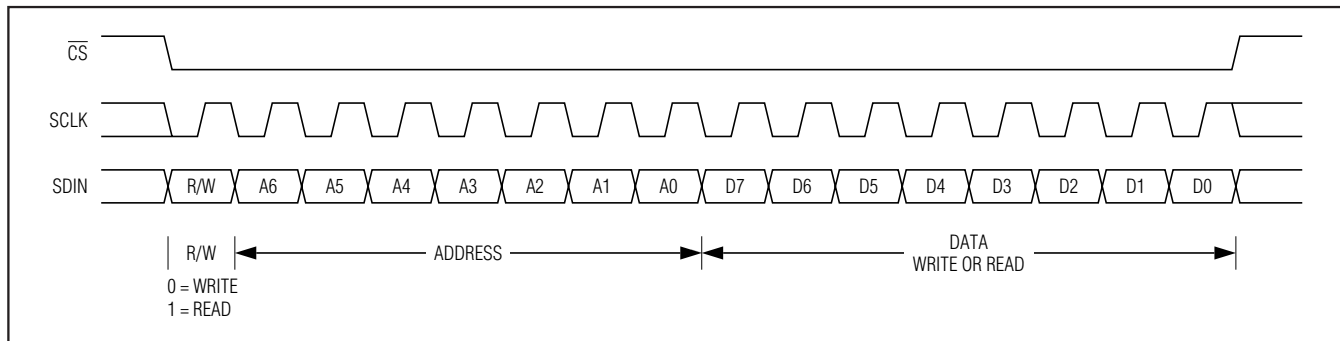 CS
SCLK
SDIN R/W A6 A5 A4 A3 A2 A1 A0 D7 D6 D5 D4 D3 D2 D1 D0
R/W ADDRESS DATA
WRITE OR READ
0 = WRITE
1 = READ